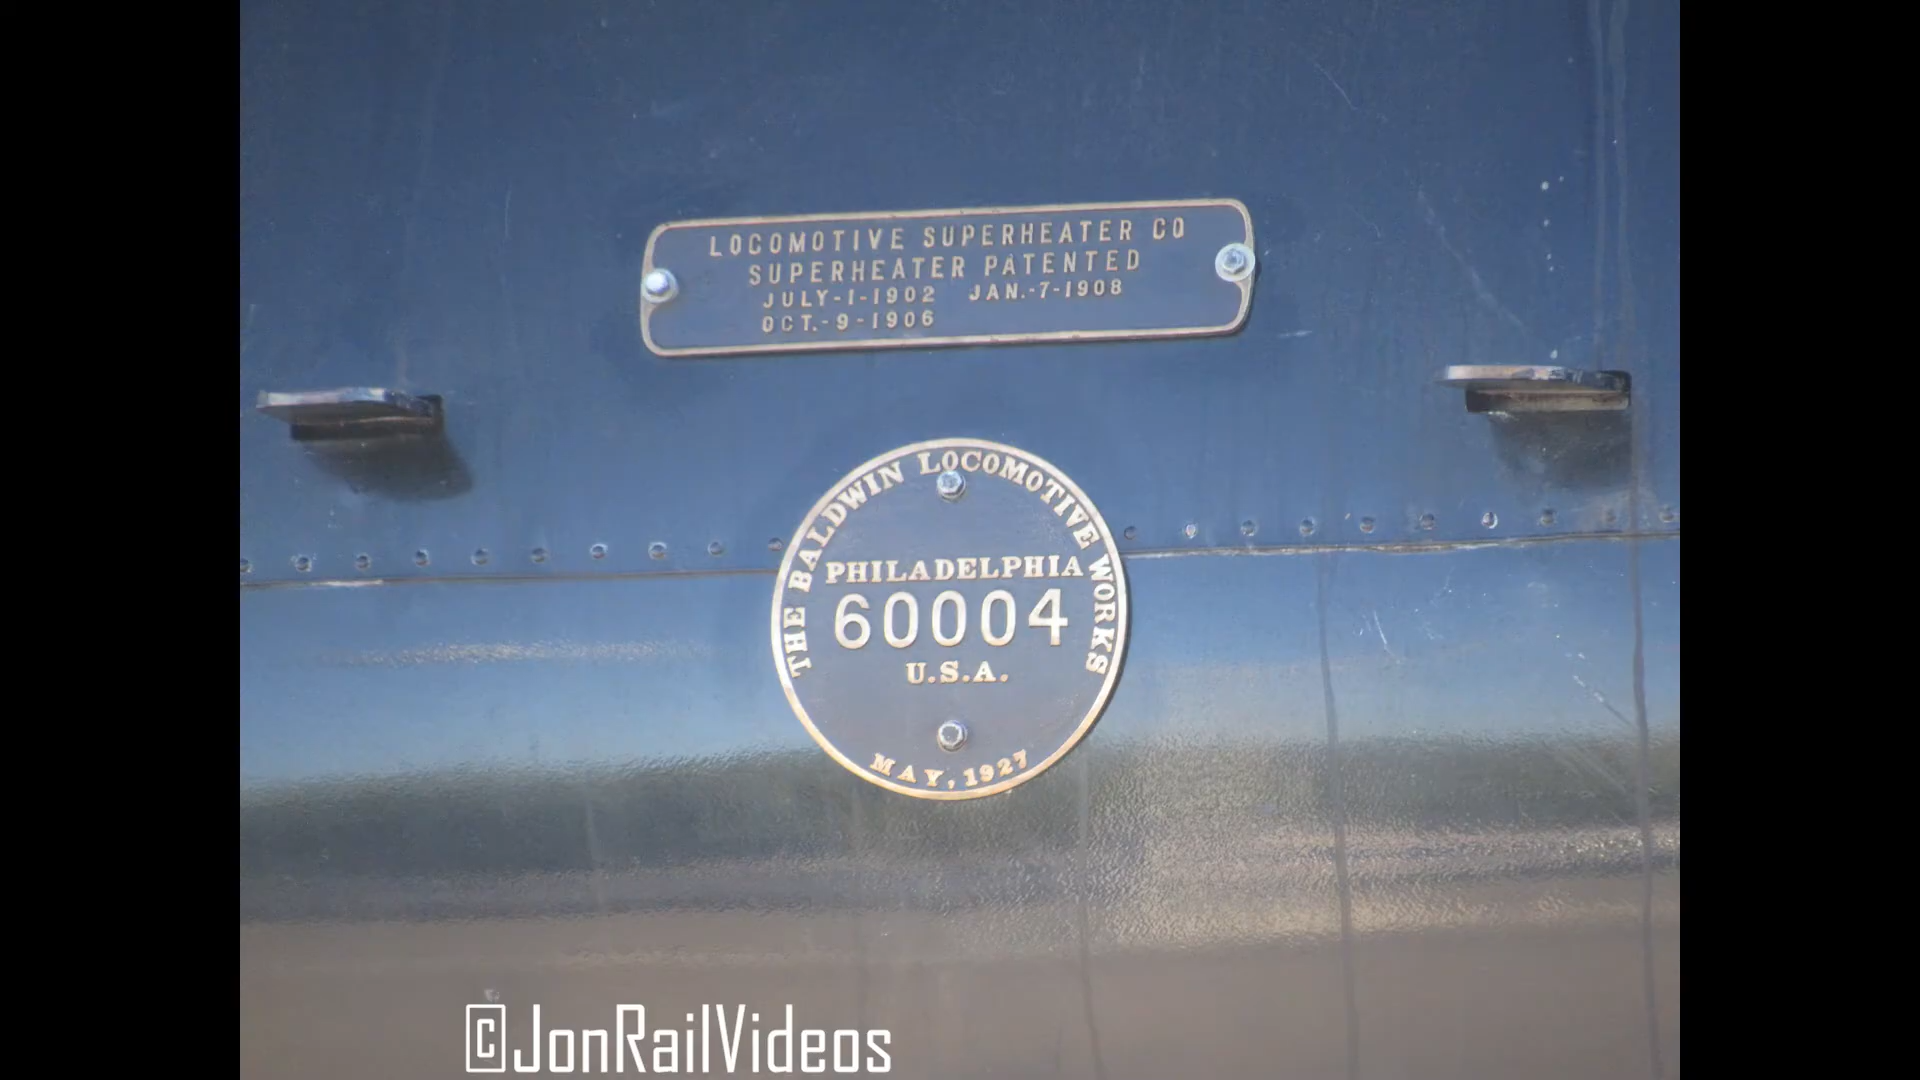 LOCOMOTIVE SUPERHEATER CO
SUPERHEATER PATENTED
JULY-1-1902 JAN.-7-1908
OCT.-9-1906
THE BALDWIN LOCOMOTIVE WORKS
PHILADELPHIA
60004
U.S.A.
MAY, 1927
©JonRailVideos